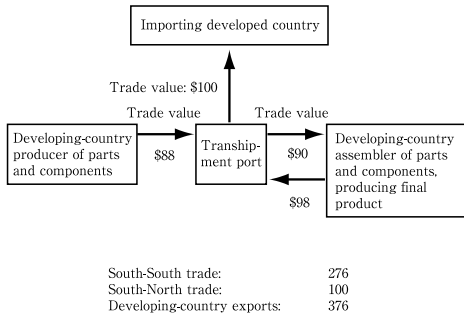 Importing developed country
Trade value: $100
Trade value
Trade value
Developing-country
producer of parts
and components
$88
Tranship-
ment port
$90
$98
Developing-country
assembler of parts
and components,
producing final
product
South-South trade: 276
South-North trade: 100
Developing-country exports: 376